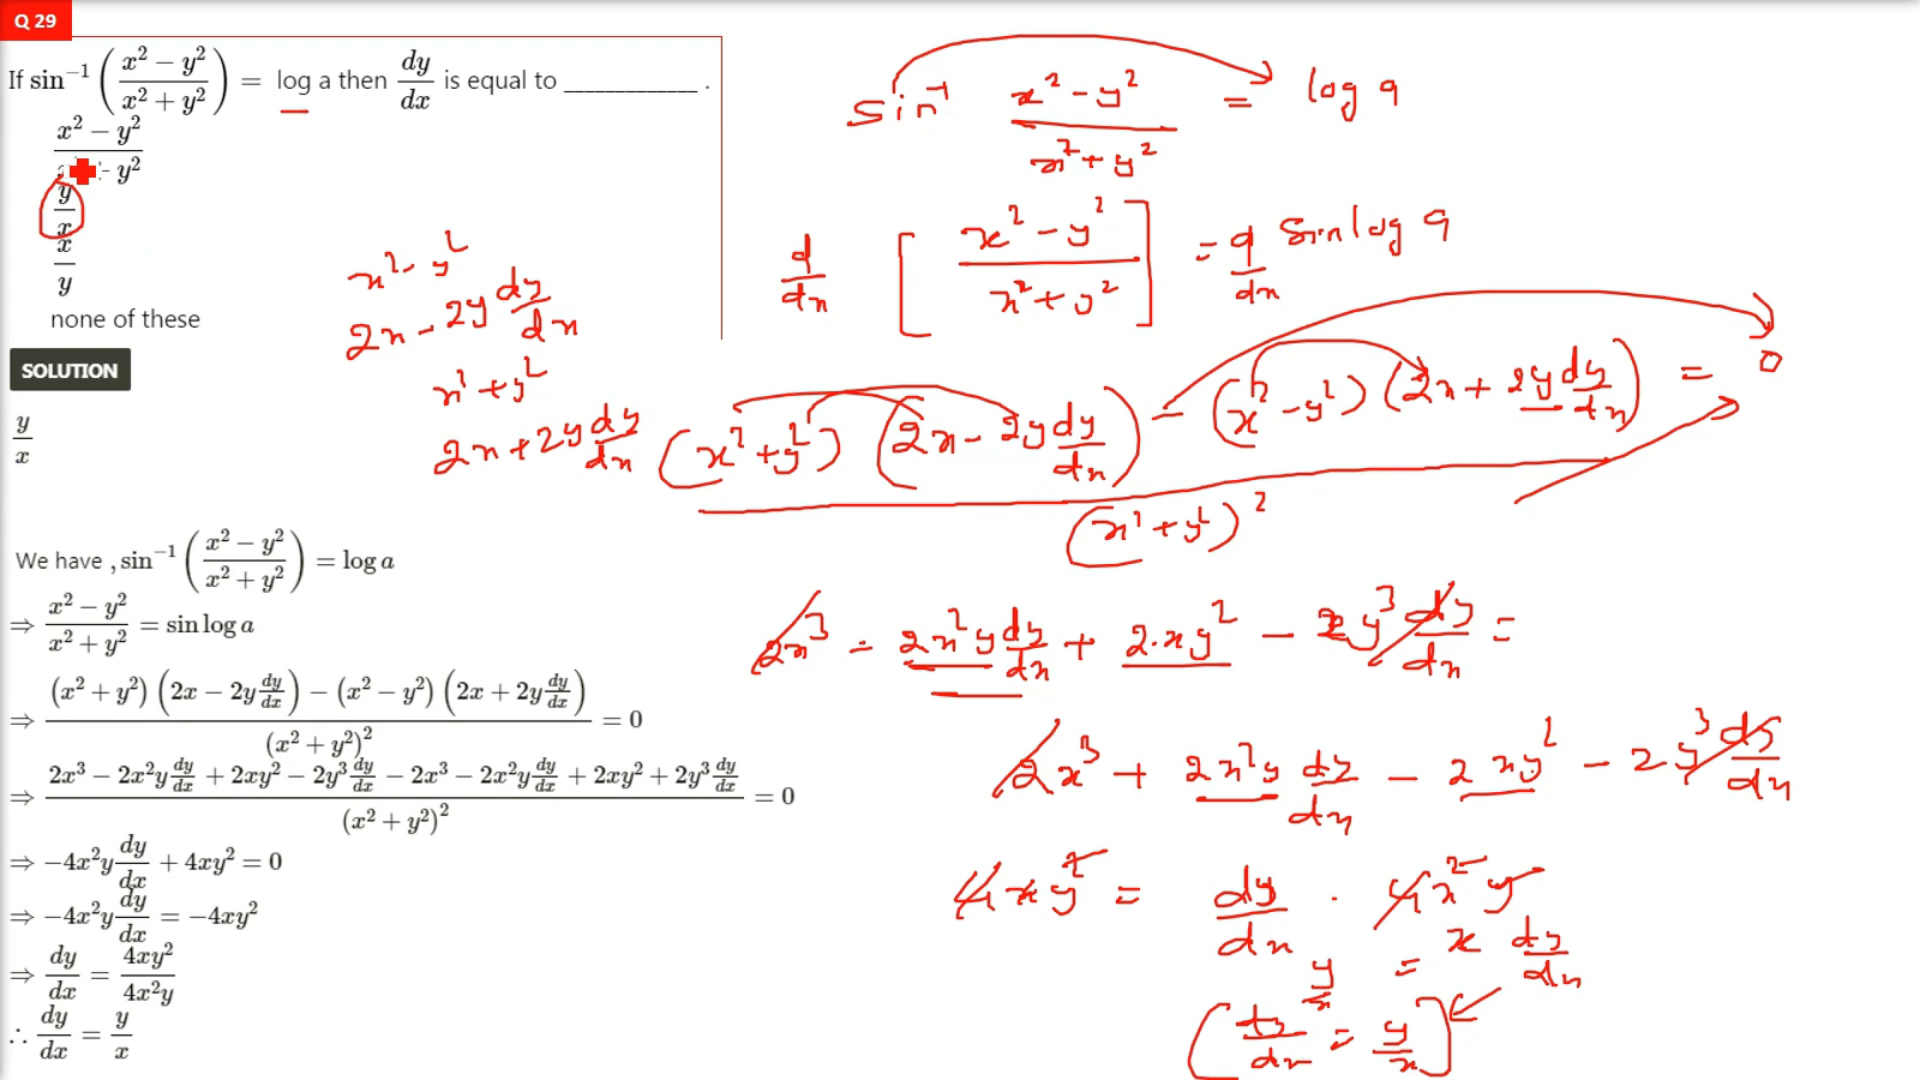 Q 29
If sin⁻¹ ((x² − y²)/(x² + y²)) = log a then dy/dx is equal to _____________ .
(x² − y²)/( − y²)
y/x
x/y
none of these
SOLUTION
y/x
We have , sin⁻¹ ((x² − y²)/(x² + y²)) = log a
⇒ (x² − y²)/(x² + y²) = sin log a
⇒ ((x² + y²)(2x − 2y dy/dx) − (x² − y²)(2x + 2y dy/dx))/(x² + y²)² = 0
⇒ (2x³ − 2x²y dy/dx + 2xy² − 2y³ dy/dx − 2x³ − 2x²y dy/dx + 2xy² + 2y³ dy/dx)/(x² + y²)² = 0
⇒ −4x²y dy/dx + 4xy² = 0
⇒ −4x²y dy/dx = −4xy²
⇒ dy/dx = 4xy²/4x²y
∴ dy/dx = y/x
sin⁻¹ (x² − y²)/(x² + y²) = log a
d/dx [(x² − y²)/(x² + y²)] = d/dx sin log a
x² − y²
2x − 2y dy/dx
x² + y²
2x + 2y dy/dx
((x² + y²)(2x − 2y dy/dx) − (x² − y²)(2x + 2y dy/dx))/(x² + y²)² = 0
2x³ − 2x²y dy/dx + 2·xy² − 2y³ dy/dx =
2x³ + 2x²y dy/dx − 2xy² − 2y³ dy/dx
4xy² = dy/dx · 4x²y
y = x dy/dx
x
[dy/dx = y/x]